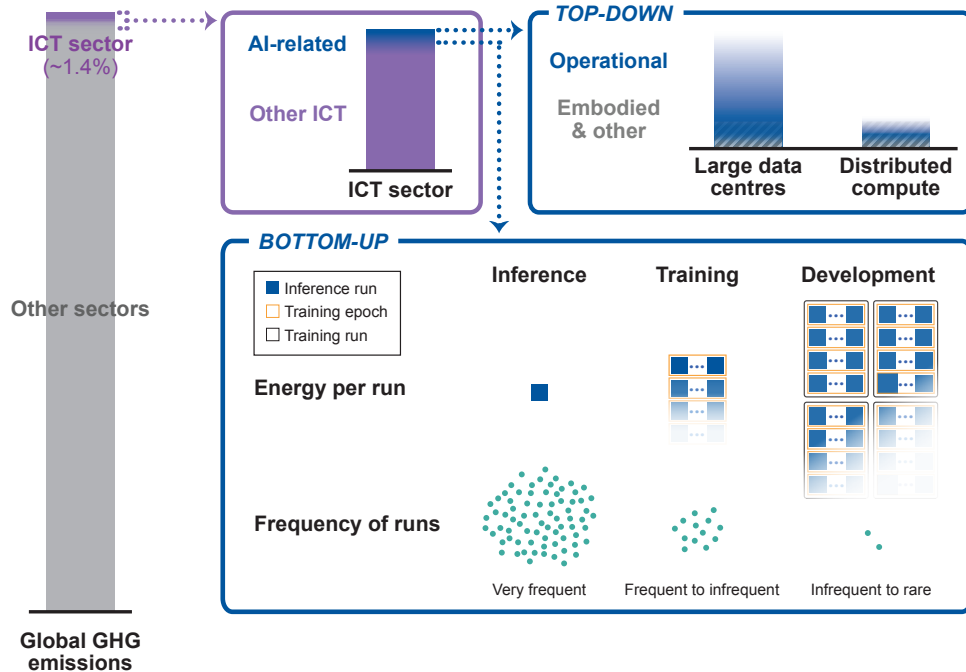 ICT sector
(~1.4%)
Other sectors
Global GHG
emissions
AI-related
Other ICT
ICT sector
TOP-DOWN
Operational
Embodied
& other
Large data
centres
Distributed
compute
BOTTOM-UP
Inference
Training
Development
Inference run
Training epoch
Training run
Energy per run
Frequency of runs
Very frequent
Frequent to infrequent
Infrequent to rare